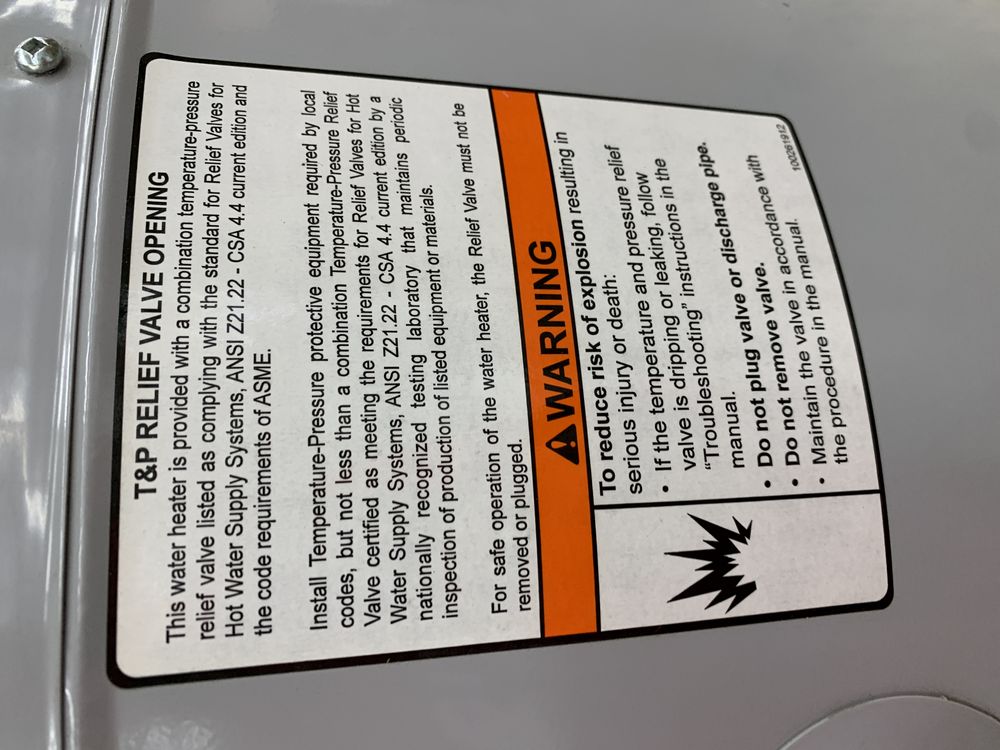 T&P RELIEF VALVE OPENING
This water heater is provided with a combination temperature-pressure
relief valve listed as complying with the standard for Relief Valves for
Hot Water Supply Systems, ANSI Z21.22 - CSA 4.4 current edition and
the code requirements of ASME.
Install Temperature-Pressure protective equipment required by local
codes, but not less than a combination Temperature-Pressure Relief
Valve certified as meeting the requirements for Relief Valves for Hot
Water Supply Systems, ANSI Z21.22 - CSA 4.4 current edition by a
nationally recognized testing laboratory that maintains periodic
inspection of production of listed equipment or materials.
For safe operation of the water heater, the Relief Valve must not be
removed or plugged.
WARNING
To reduce risk of explosion resulting in
serious injury or death:
• If the temperature and pressure relief
valve is dripping or leaking, follow
“Troubleshooting” instructions in the
manual.
• Do not plug valve or discharge pipe.
• Do not remove valve.
• Maintain the valve in accordance with
the procedure in the manual.
100261912